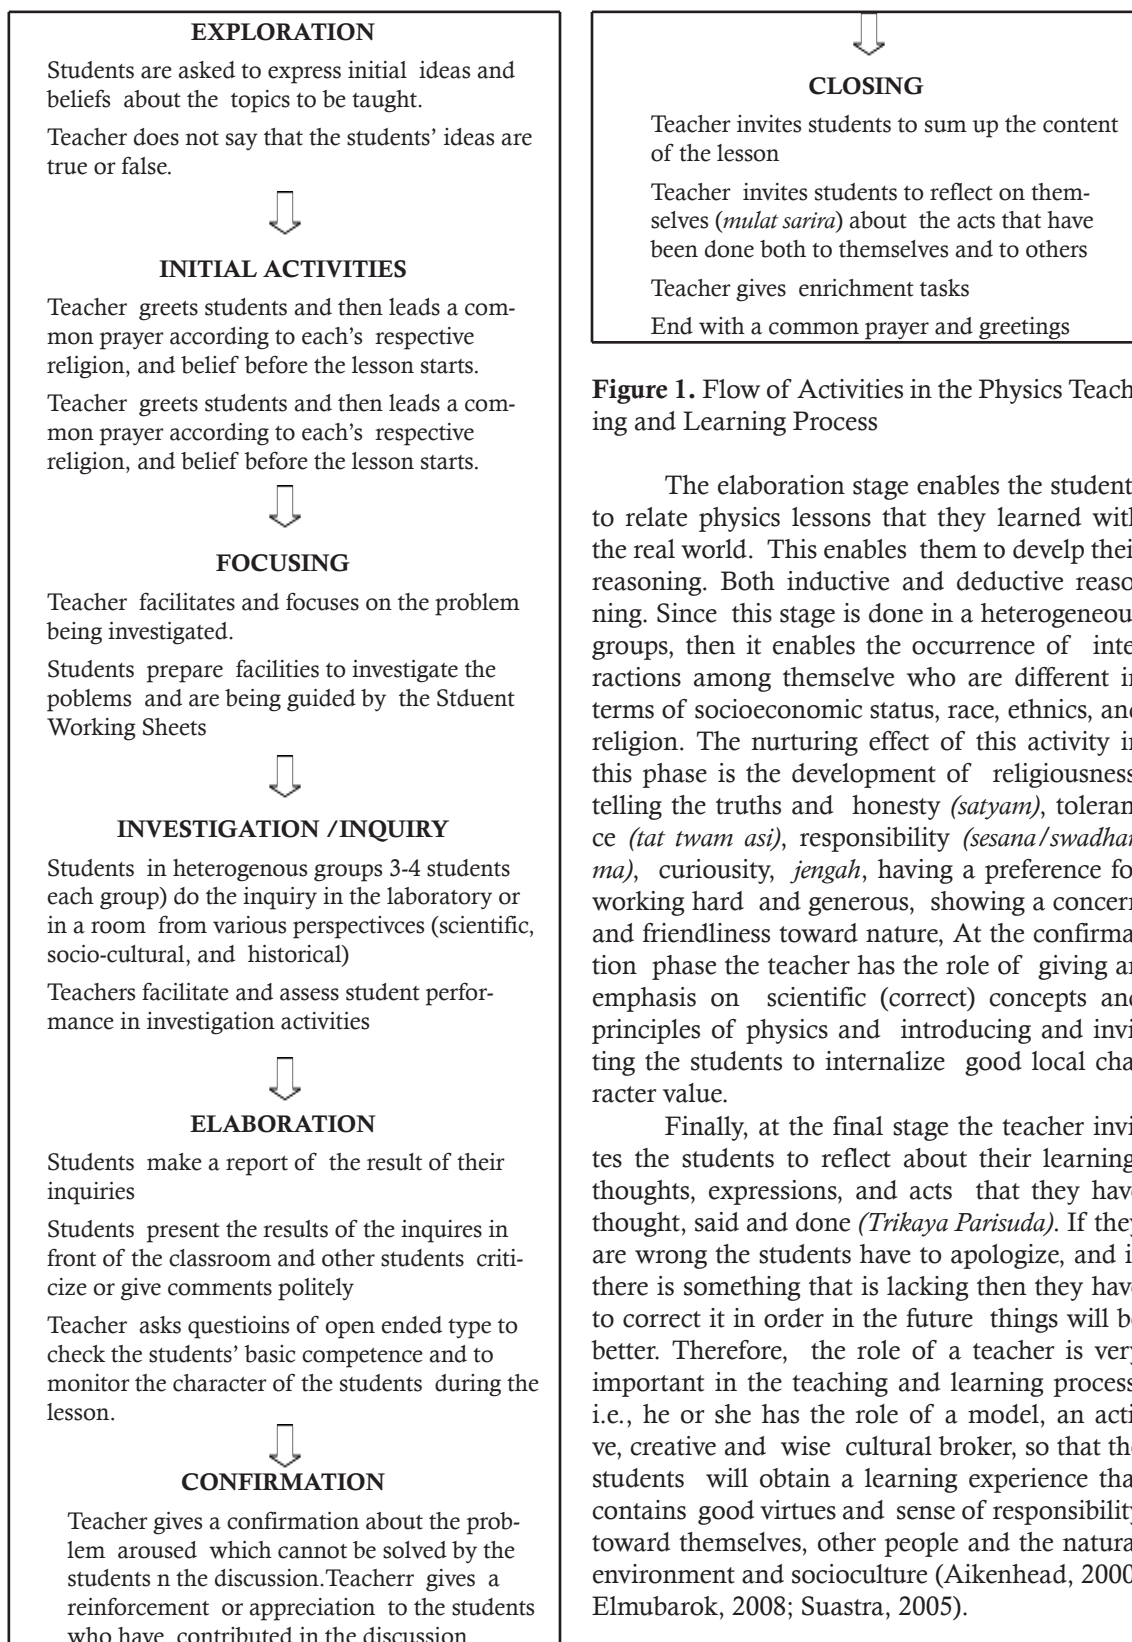 EXPLORATION
Students are asked to express initial ideas and
beliefs about the topics to be taught.
Teacher does not say that the students' ideas are
true or false.
INITIAL ACTIVITIES
Teacher greets students and then leads a com-
mon prayer according to each's respective
religion, and belief before the lesson starts.
Teacher greets students and then leads a com-
mon prayer according to each's respective
religion, and belief before the lesson starts.
FOCUSING
Teacher facilitates and focuses on the problem
being investigated.
Students prepare facilities to investigate the
poblems and are being guided by the Stduent
Working Sheets
INVESTIGATION /INQUIRY
Students in heterogenous groups 3-4 students
each group) do the inquiry in the laboratory or
in a room from various perspectivces (scientific,
socio-cultural, and historical)
Teachers facilitate and assess student perfor-
mance in investigation activities
ELABORATION
Students make a report of the result of their
inquiries
Students present the results of the inquires in
front of the classroom and other students criti-
cize or give comments politely
Teacher asks questioins of open ended type to
check the students' basic competence and to
monitor the character of the students during the
lesson.
CONFIRMATION
Teacher gives a confirmation about the prob-
lem aroused which cannot be solved by the
students n the discussion.Teacherr gives a
reinforcement or appreciation to the students
who have contributed in the discussion
CLOSING
Teacher invites students to sum up the content
of the lesson
Teacher invites students to reflect on them-
selves (mulat sarira) about the acts that have
been done both to themselves and to others
Teacher gives enrichment tasks
End with a common prayer and greetings
Figure 1. Flow of Activities in the Physics Teach
ing and Learning Process
The elaboration stage enables the student
to relate physics lessons that they learned with
the real world. This enables them to develp thei
reasoning. Both inductive and deductive reaso
ning. Since this stage is done in a heterogeneou
groups, then it enables the occurrence of inte
ractions among themselve who are different in
terms of socioeconomic status, race, ethnics, and
religion. The nurturing effect of this activity in
this phase is the development of religiousness
telling the truths and honesty (satyam), toleran
ce (tat twam asi), responsibility (sesana/swadhar
ma), curiousity, jengah, having a preference fo
working hard and generous, showing a concern
and friendliness toward nature, At the confirma
tion phase the teacher has the role of giving an
emphasis on scientific (correct) concepts and
principles of physics and introducing and invi
ting the students to internalize good local cha
racter value.
Finally, at the final stage the teacher invi
tes the students to reflect about their learning
thoughts, expressions, and acts that they have
thought, said and done (Trikaya Parisuda). If they
are wrong the students have to apologize, and i
there is something that is lacking then they have
to correct it in order in the future things will be
better. Therefore, the role of a teacher is very
important in the teaching and learning process
i.e., he or she has the role of a model, an acti
ve, creative and wise cultural broker, so that the
students will obtain a learning experience tha
contains good virtues and sense of responsibility
toward themselves, other people and the natura
environment and socioculture (Aikenhead, 2000
Elmubarok, 2008; Suastra, 2005).